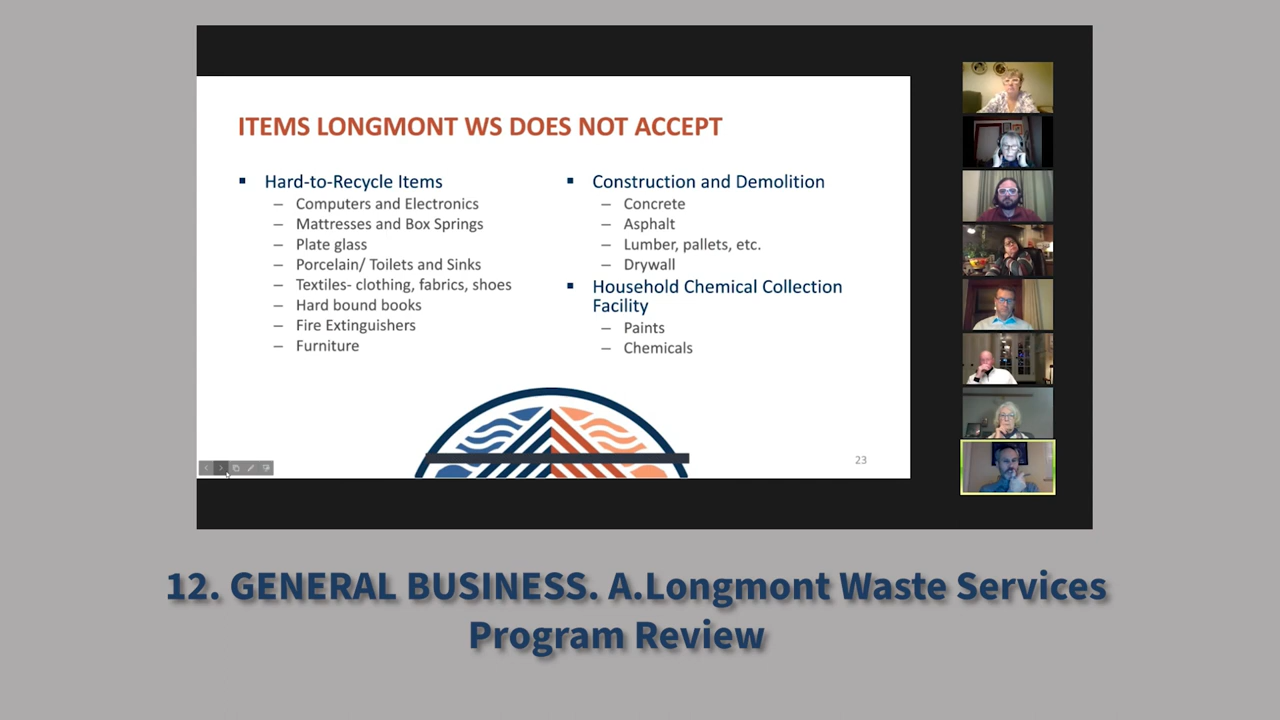 ITEMS LONGMONT WS DOES NOT ACCEPT
▪ Hard-to-Recycle Items
– Computers and Electronics
– Mattresses and Box Springs
– Plate glass
– Porcelain/ Toilets and Sinks
– Textiles- clothing, fabrics, shoes
– Hard bound books
– Fire Extinguishers
– Furniture
▪ Construction and Demolition
– Concrete
– Asphalt
– Lumber, pallets, etc.
– Drywall
▪ Household Chemical Collection
Facility
– Paints
– Chemicals
23
12. GENERAL BUSINESS. A.Longmont Waste Services
Program Review